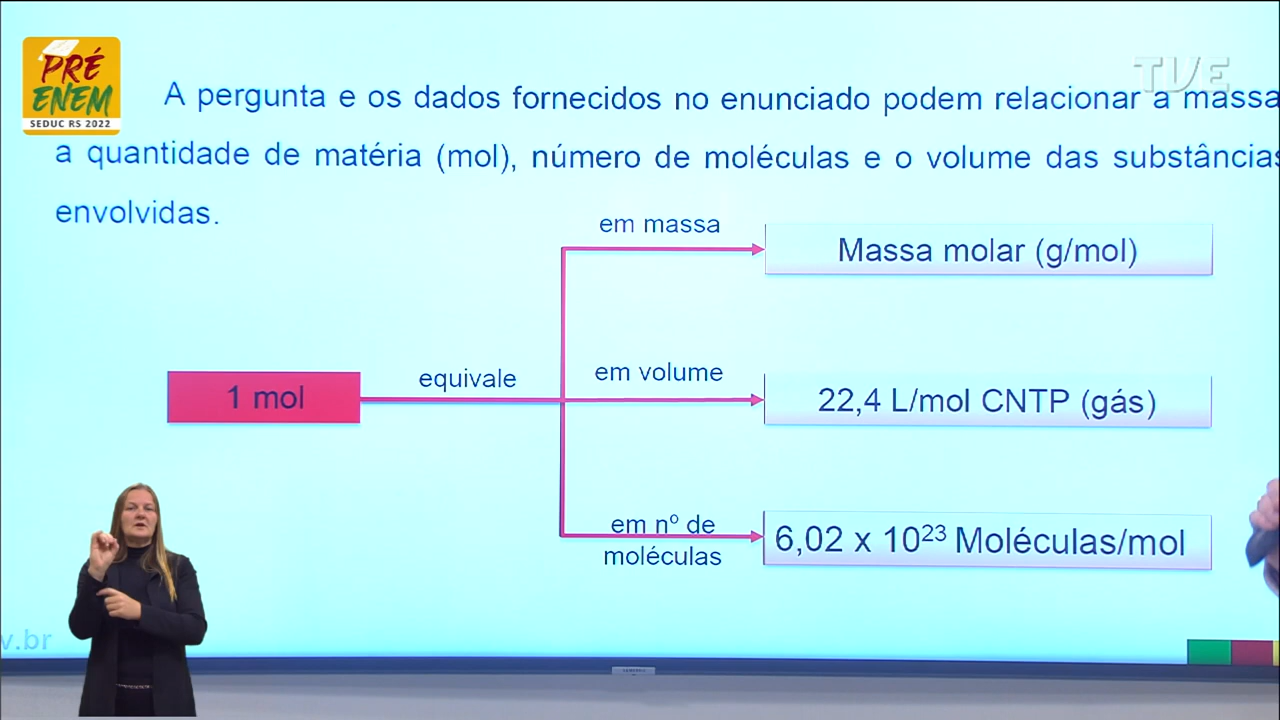 PRÉ
ENEM
SEDUC RS 2022
TVE
A pergunta e os dados fornecidos no enunciado podem relacionar a massa
a quantidade de matéria (mol), número de moléculas e o volume das substâncias
envolvidas.
em massa
Massa molar (g/mol)
1 mol
equivale
em volume
22,4 L/mol CNTP (gás)
em nº de
moléculas
6,02 x 10²³ Moléculas/mol
v.br